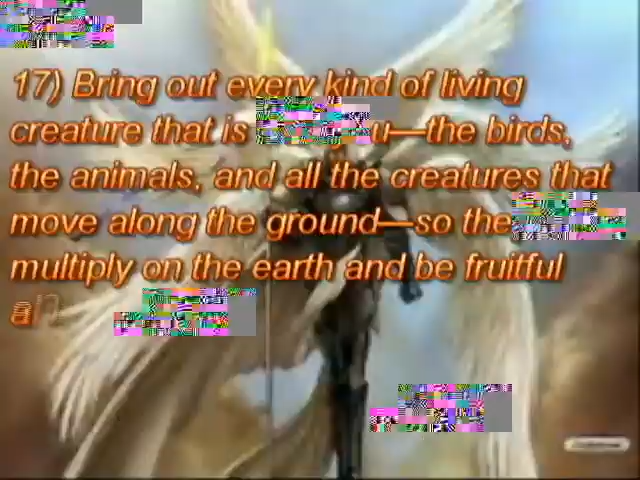 17) Bring out every kind of living
creature that is u—the birds,
the animals, and all the creatures that
move along the ground—so the
multiply on the earth and be fruitful